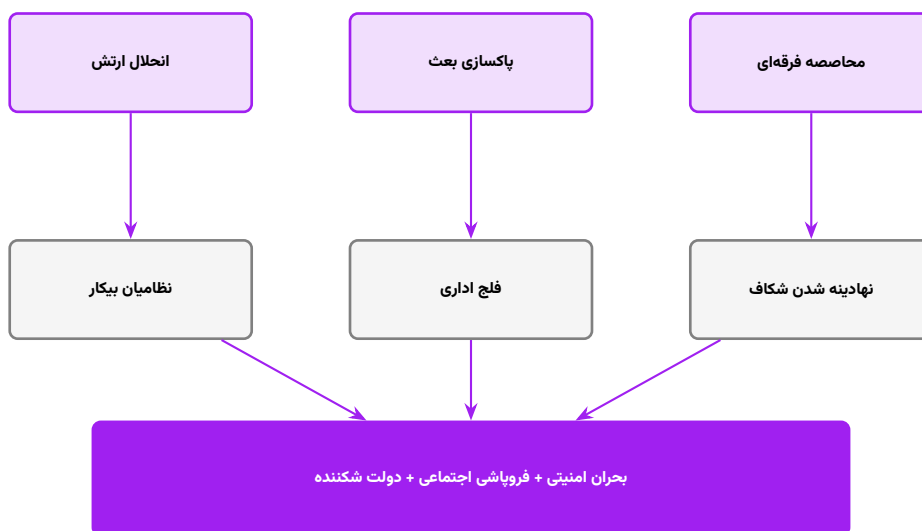 محاصصه فرقه‌ای
پاکسازی بعث
انحلال ارتش
نهادینه شدن شکاف
فلج اداری
نظامیان بیکار
بحران امنیتی + فروپاشی اجتماعی + دولت شکننده